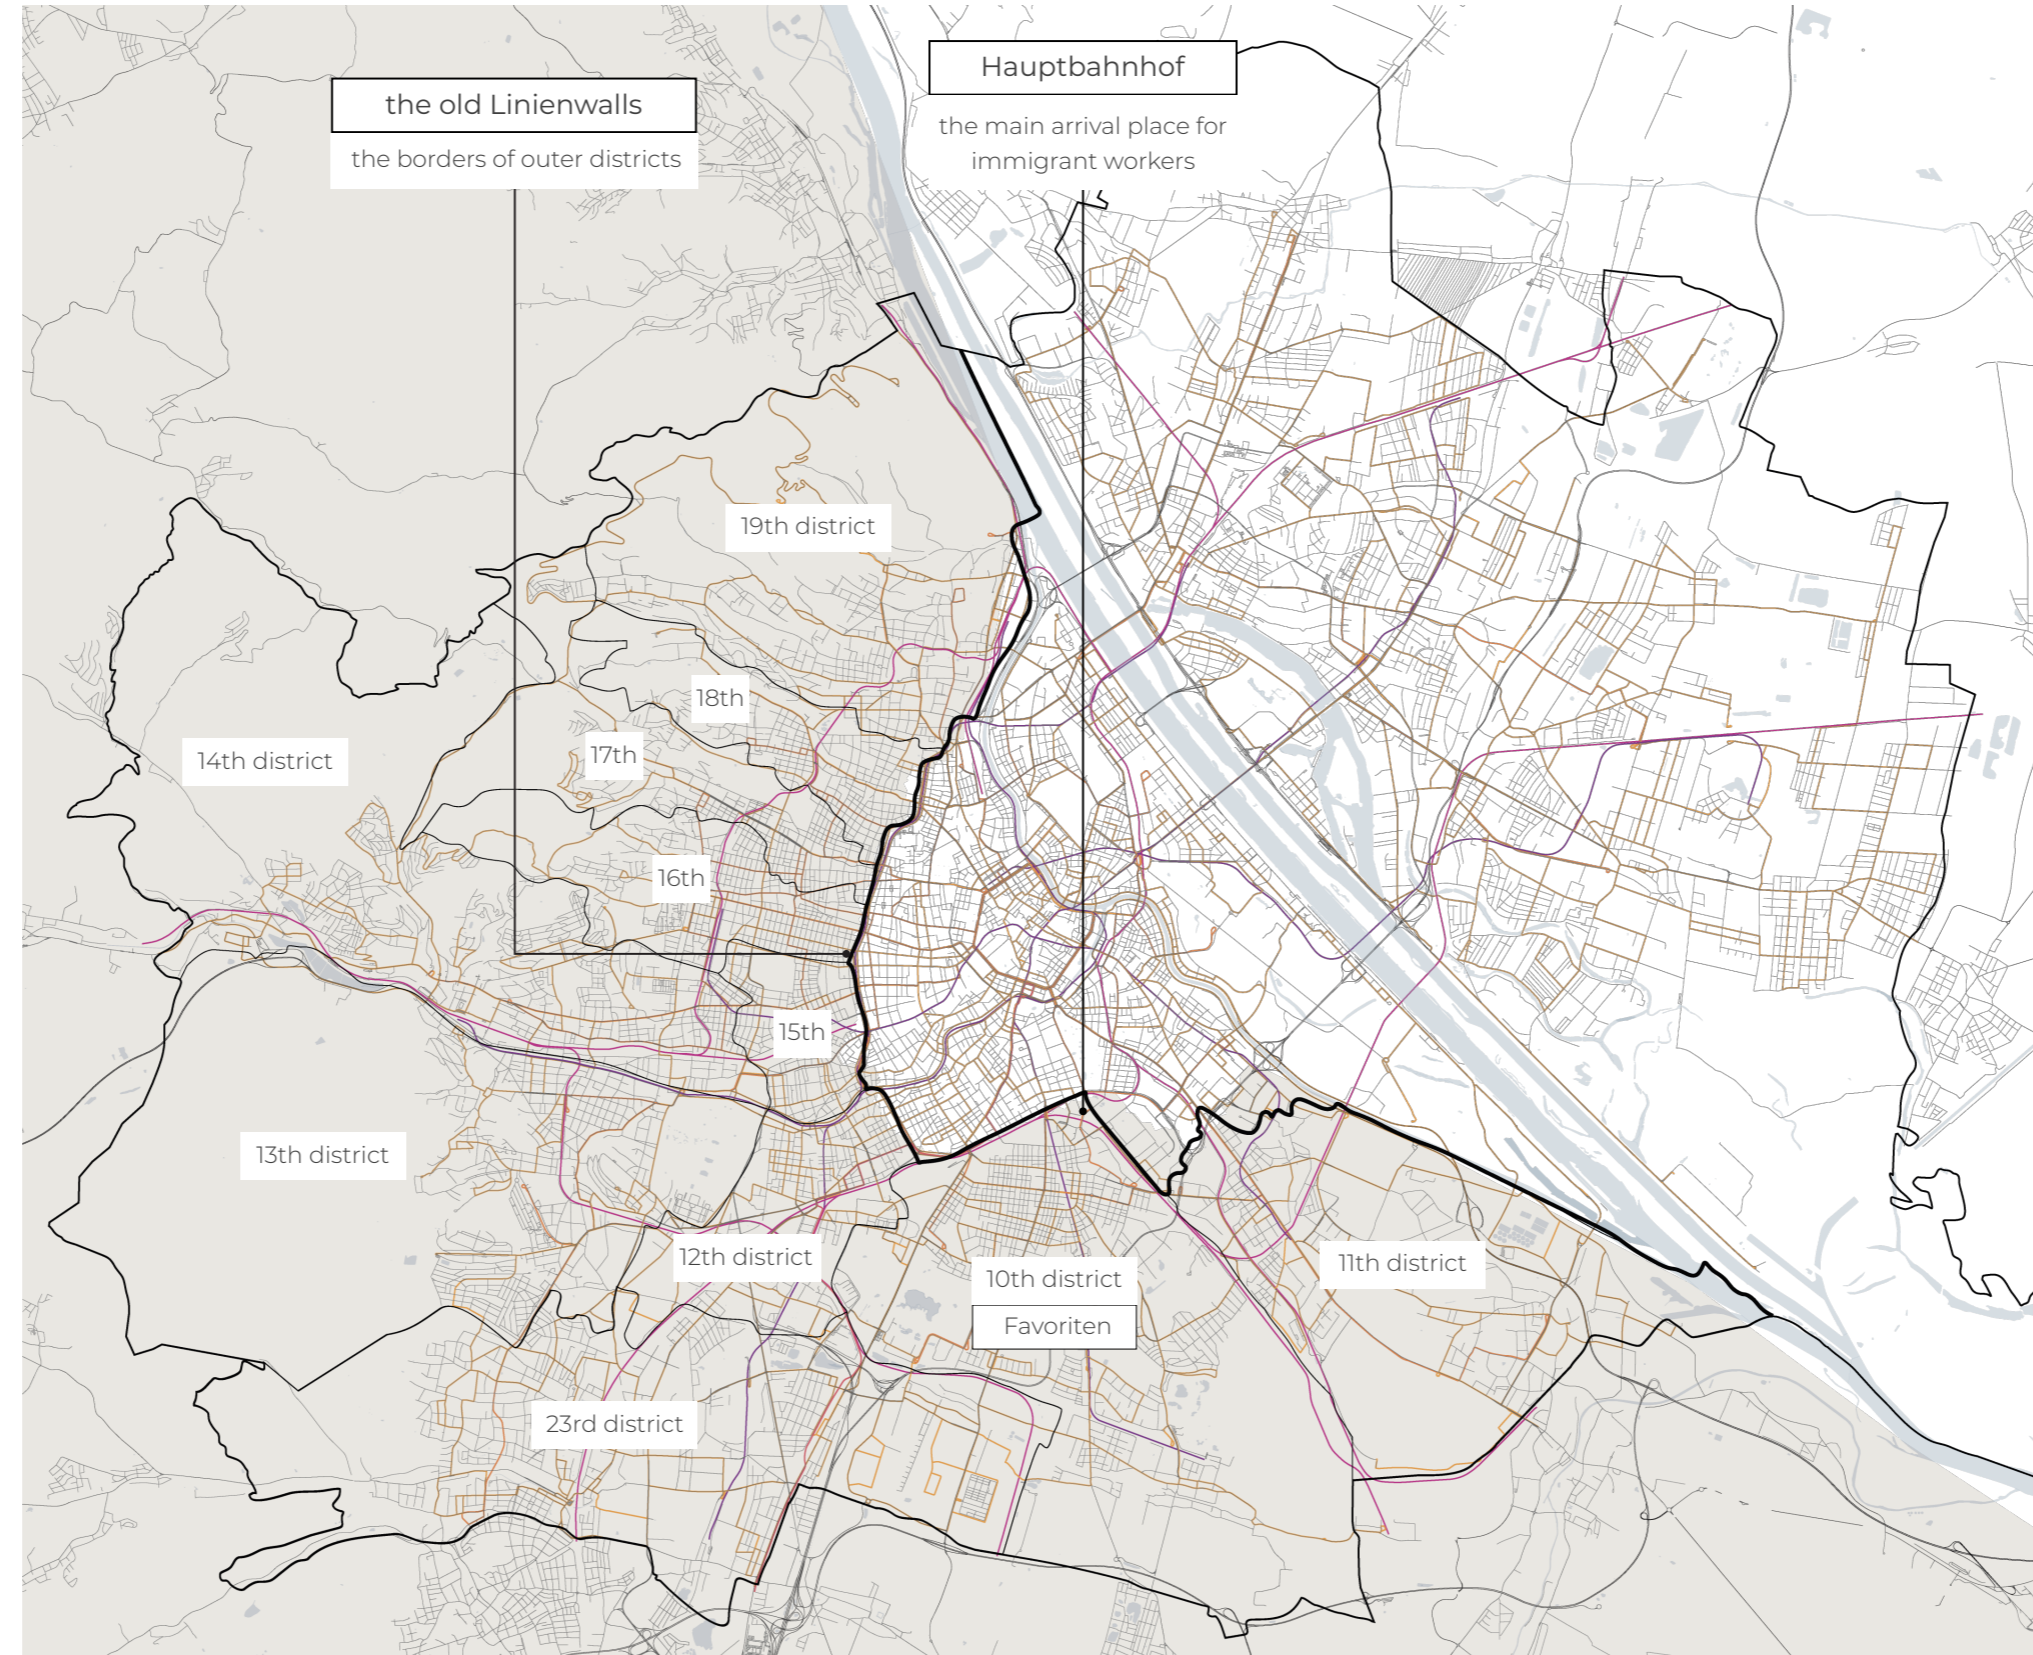 Hauptbahnhof
the main arrival place for
immigrant workers
the old Linienwalls
the borders of outer districts
19th district
18th
17th
14th district
16th
15th
13th district
12th district
10th district
Favoriten
11th district
23rd district